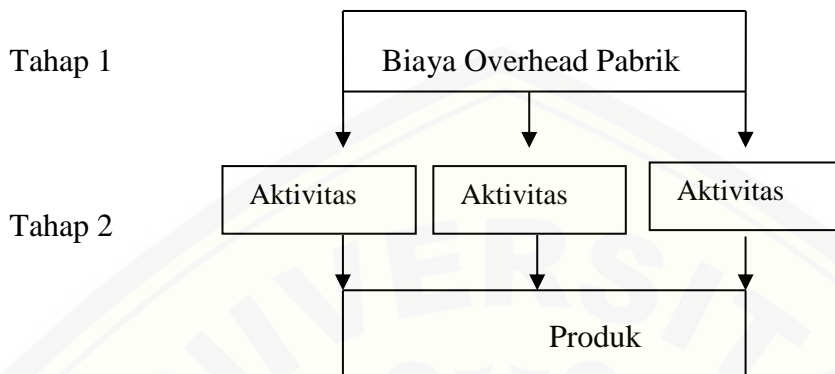 Tahap 1
Biaya Overhead Pabrik
Aktivitas
Aktivitas
Aktivitas
Tahap 2
Produk